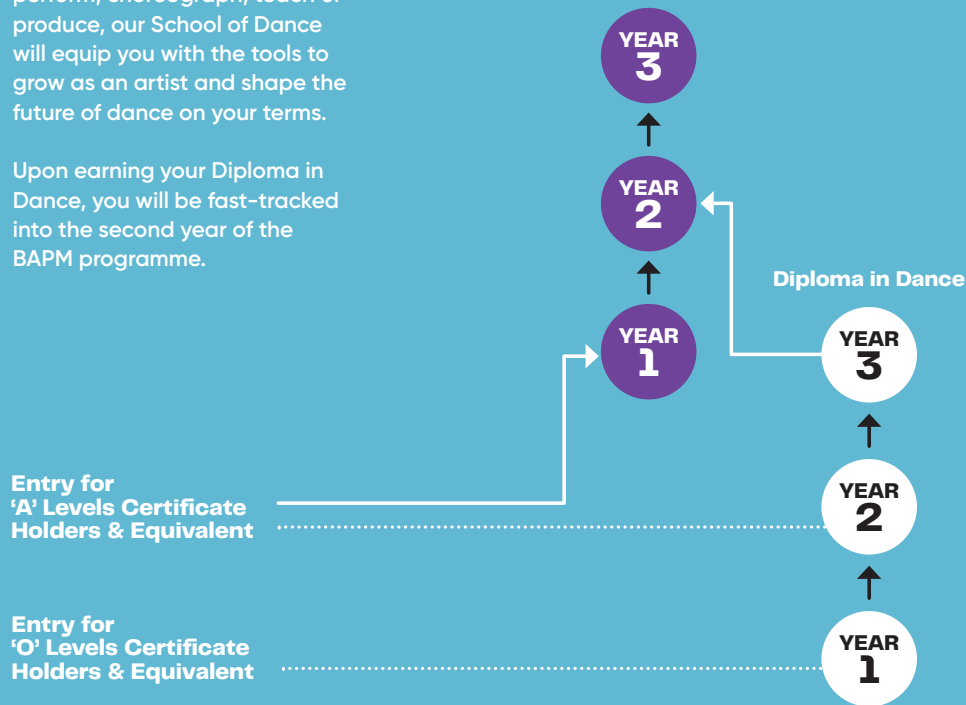 produce, our School of Dance
will equip you with the tools to
grow as an artist and shape the
future of dance on your terms.
Upon earning your Diploma in
Dance, you will be fast-tracked
into the second year of the
BAPM programme.
YEAR
3
YEAR
2
YEAR
1
Diploma in Dance
YEAR
3
YEAR
2
YEAR
1
Entry for
‘A’ Levels Certificate
Holders & Equivalent
Entry for
‘O’ Levels Certificate
Holders & Equivalent